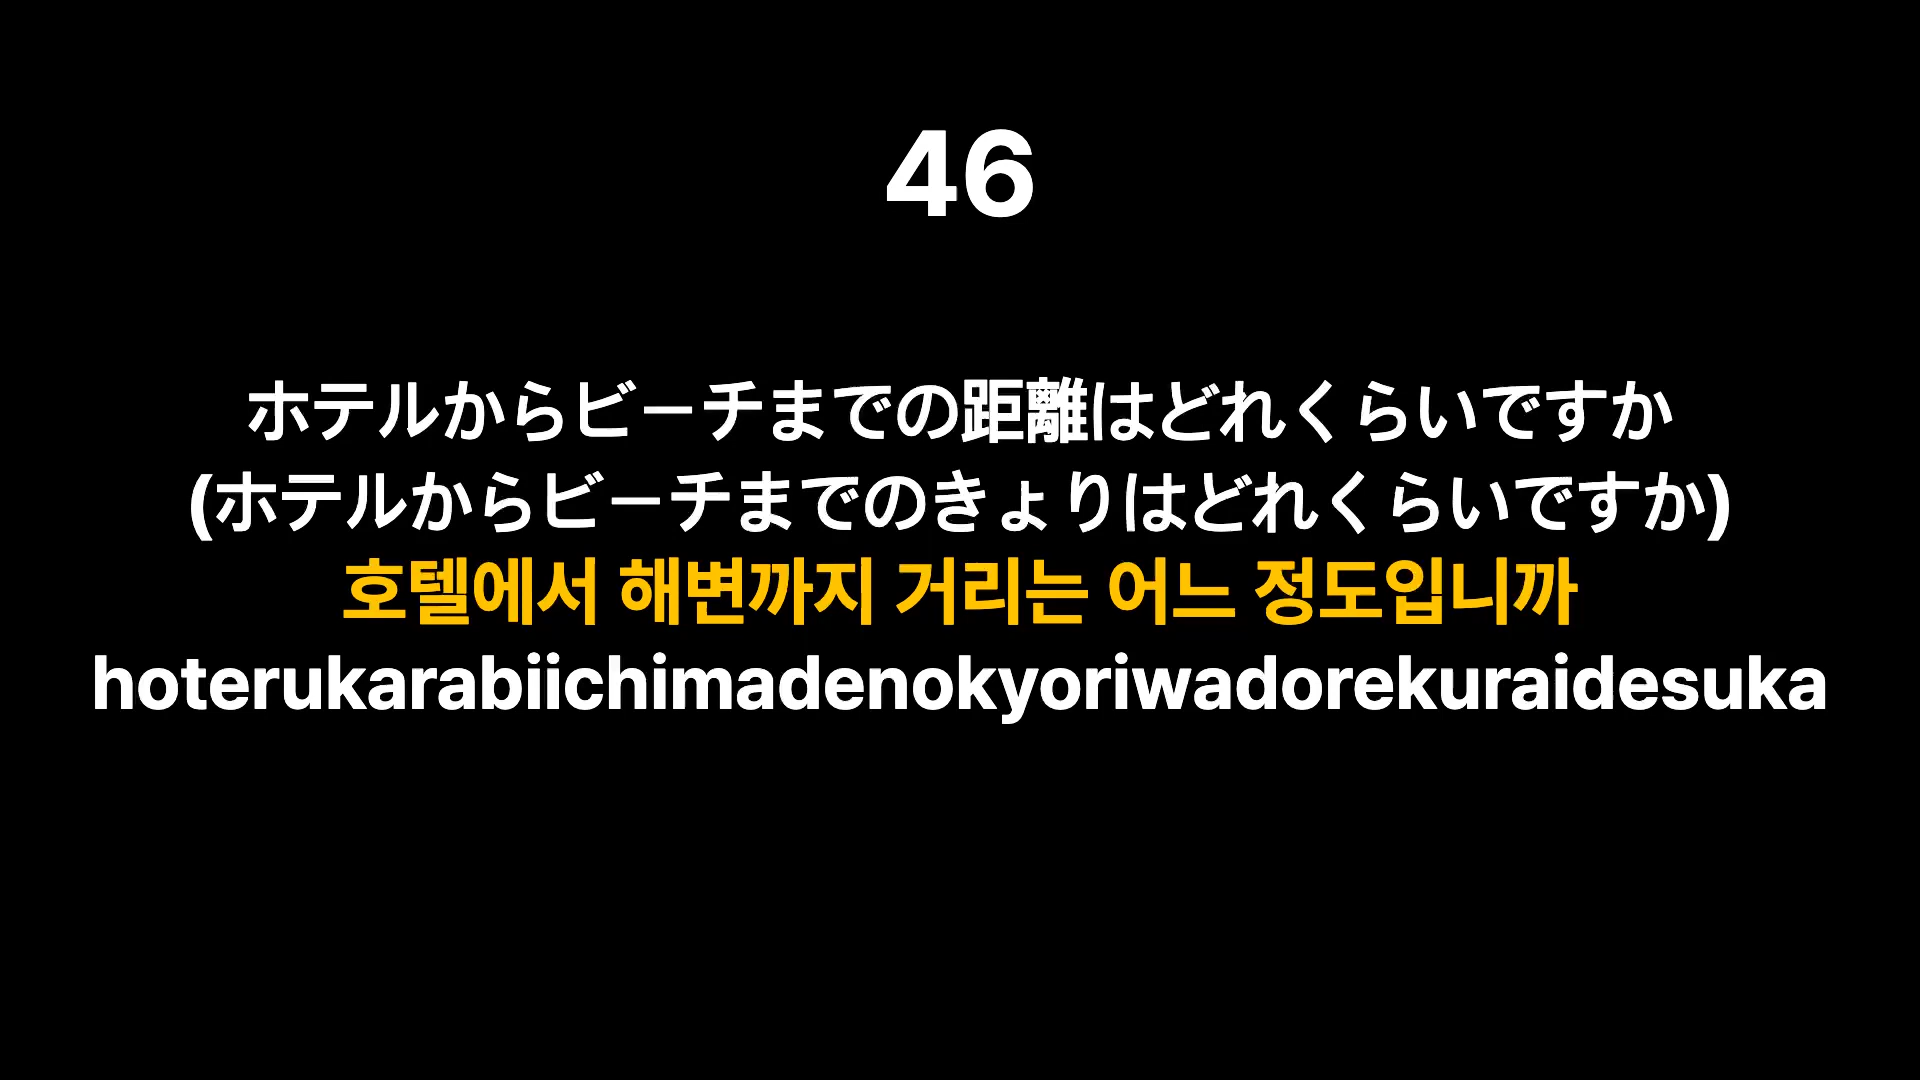 46
ホテルからビーチまでの距離はどれくらいですか
(ホテルからビーチまでのきょりはどれくらいですか)
호텔에서 해변까지 거리는 어느 정도입니까
hoterukarabiichimadenokyoriwadorekuraidesuka